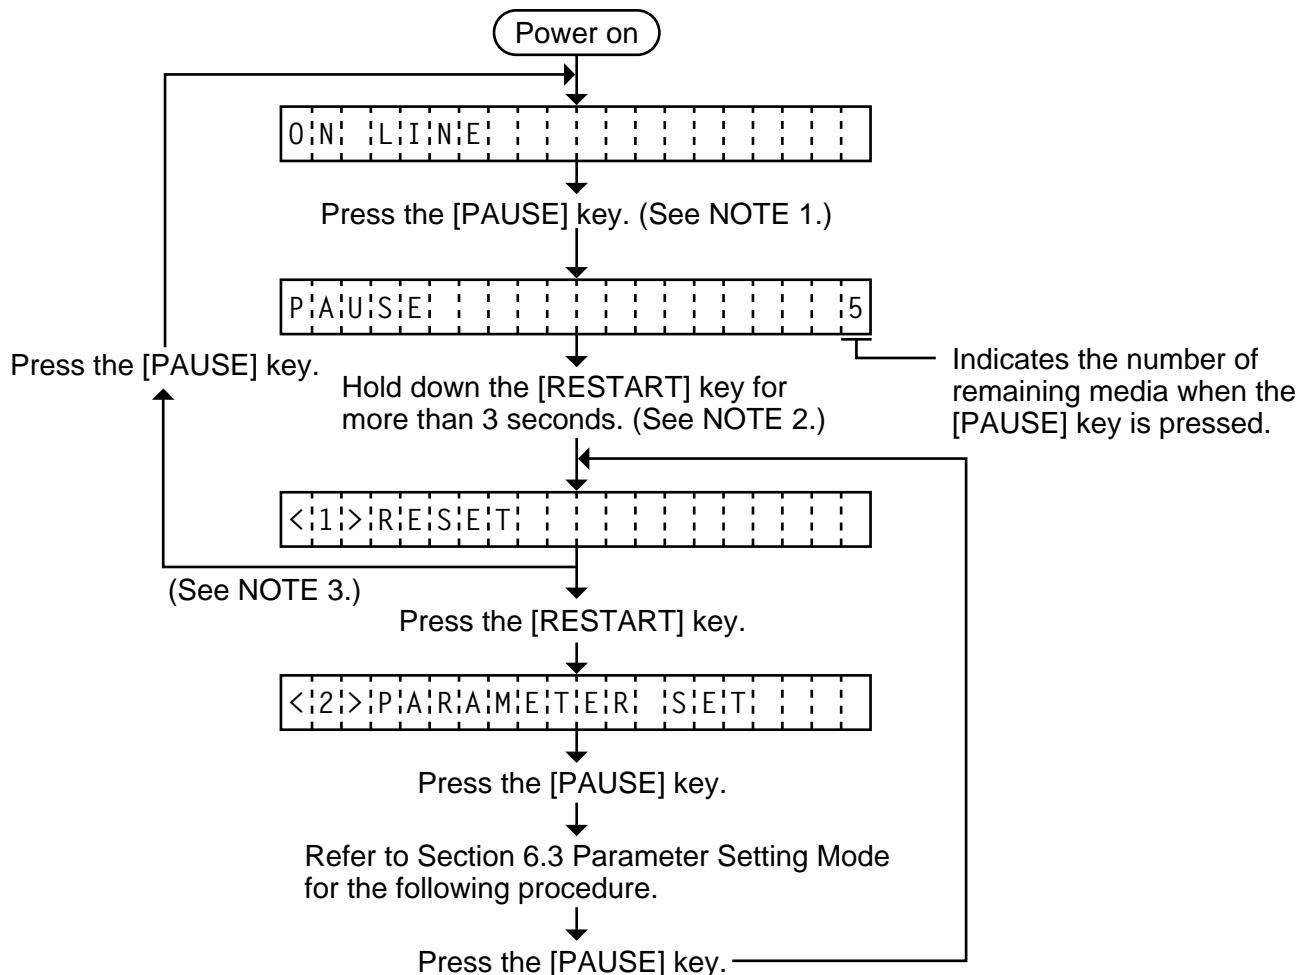 Power on
ON LINE
Press the [PAUSE] key. (See NOTE 1.)
PAUSE 5
Indicates the number of
remaining media when the
[PAUSE] key is pressed.
Press the [PAUSE] key.
Hold down the [RESTART] key for
more than 3 seconds. (See NOTE 2.)
<1>RESET
(See NOTE 3.)
Press the [RESTART] key.
<2>PARAMETER SET
Press the [PAUSE] key.
Refer to Section 6.3 Parameter Setting Mode
for the following procedure.
Press the [PAUSE] key.